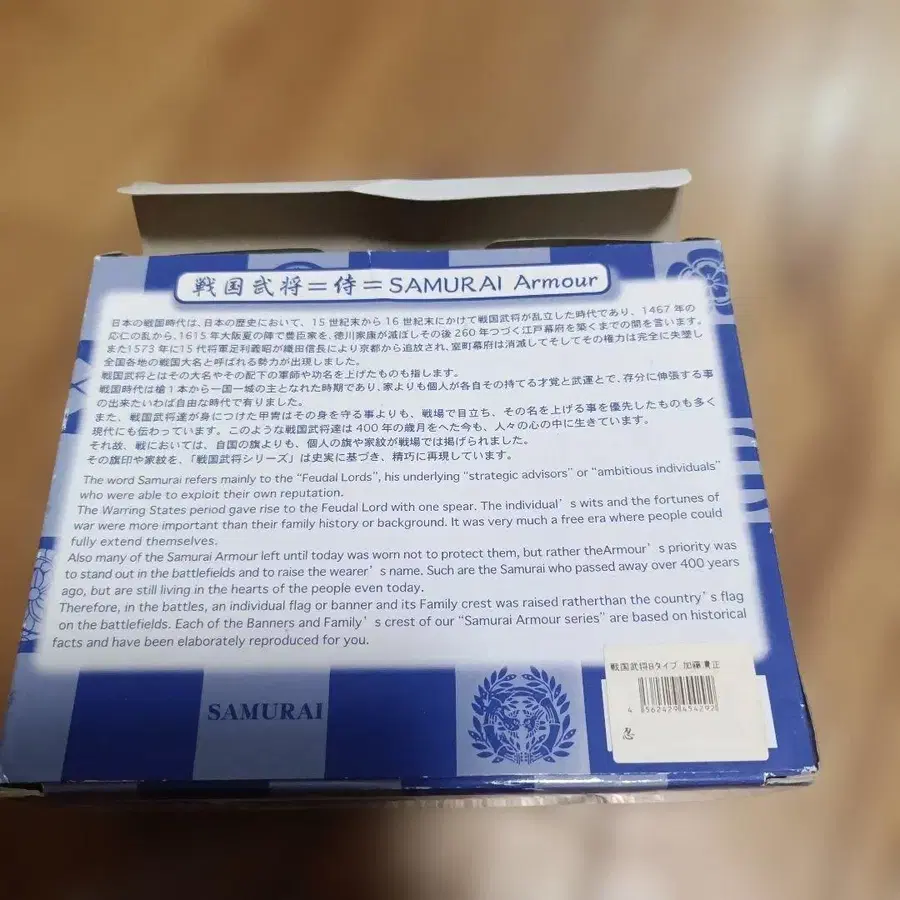 戦国武将=侍=SAMURAI Armour
日本の戦国時代は、日本の歴史において、15世紀末から16世紀末にかけて戦国武将が乱立した時代であり、1467年の
応仁の乱から、1615年大阪夏の陣で豊臣家を、徳川家康が滅ぼしその後260年つづく江戸幕府を築くまでの間を言います。
また1573年に15代将軍足利義昭が織田信長により京都から追放され、室町幕府は消滅してそしてその権力は完全に失墜し
全国各地の戦国大名と呼ばれる勢力が出現しました。
戦国武将とはその大名やその配下の軍師や功名を上げたものも指します。
戦国時代は槍1本から一国一城の主となれた時期であり、家よりも個人が各自その持てる才覚と武運とで、存分に伸張する事
の出来たいわば自由な時代で有りました。
また、戦国武将達が身につけた甲冑はその身を守る事よりも、戦場で目立ち、その名を上げる事を優先したものも多く
現代にも伝わっています。このような戦国武将達は400年の歳月をへた今も、人々の心の中に生きています。
それ故、戦においては、自国の旗よりも、個人の旗や家紋が戦場では掲げられました。
その旗印や家紋を、「戦国武将シリーズ」は史実に基づき、精巧に再現しています。
The word Samurai refers mainly to the "Feudal Lords", his underlying "strategic advisors" or "ambitious individuals"
who were able to exploit their own reputation.
The Warring States period gave rise to the Feudal Lord with one spear. The individual's wits and the fortunes of
war were more important than their family history or background. It was very much a free era where people could
fully extend themselves.
Also many of the Samurai Armour left until today was worn not to protect them, but rather theArmour's priority was
to stand out in the battlefields and to raise the wearer's name. Such are the Samurai who passed away over 400 years
ago, but are still living in the hearts of the people even today.
Therefore, in the battles, an individual flag or banner and its Family crest was raised ratherthan the country's flag
on the battlefields. Each of the Banners and Family's crest of our "Samurai Armour series" are based on historical
facts and have been elaborately reproduced for you.
SAMURAI
戦国武将Bタイプ 加藤清正
4 562429 454292
忍